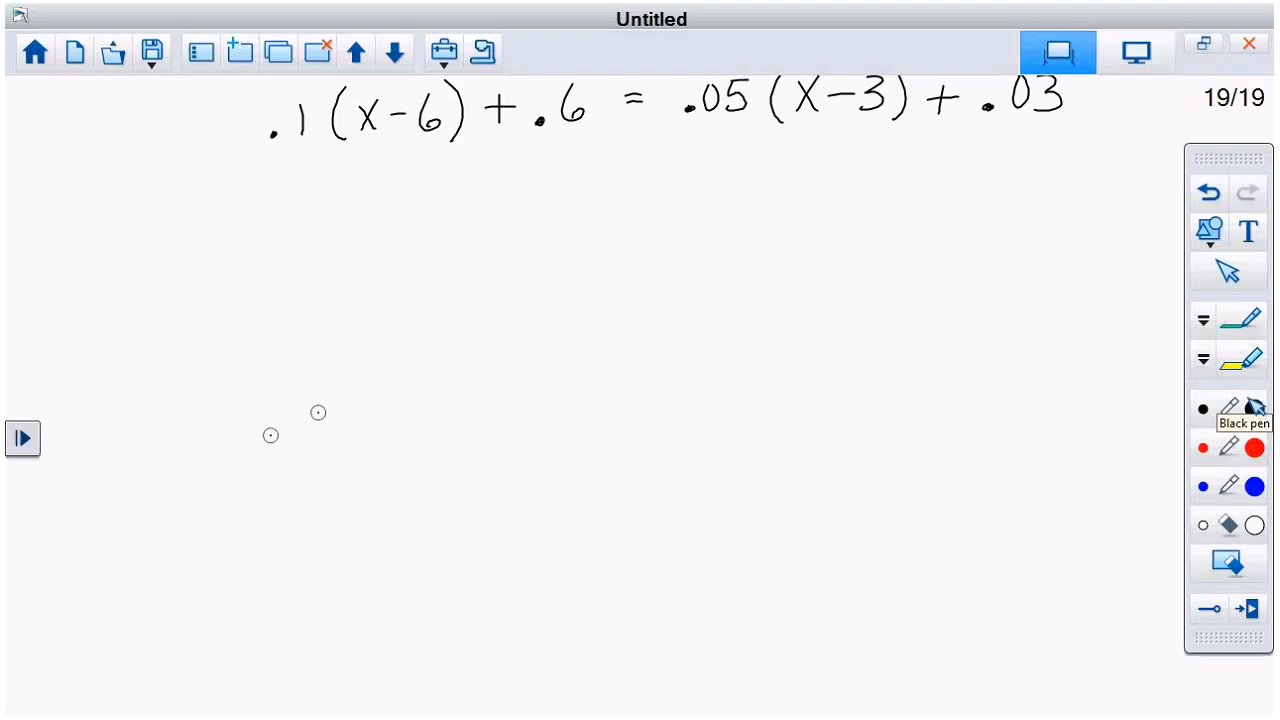 Untitled
.1(x-6)+.6 = .05(x-3)+.03
19/19
T
Black pen